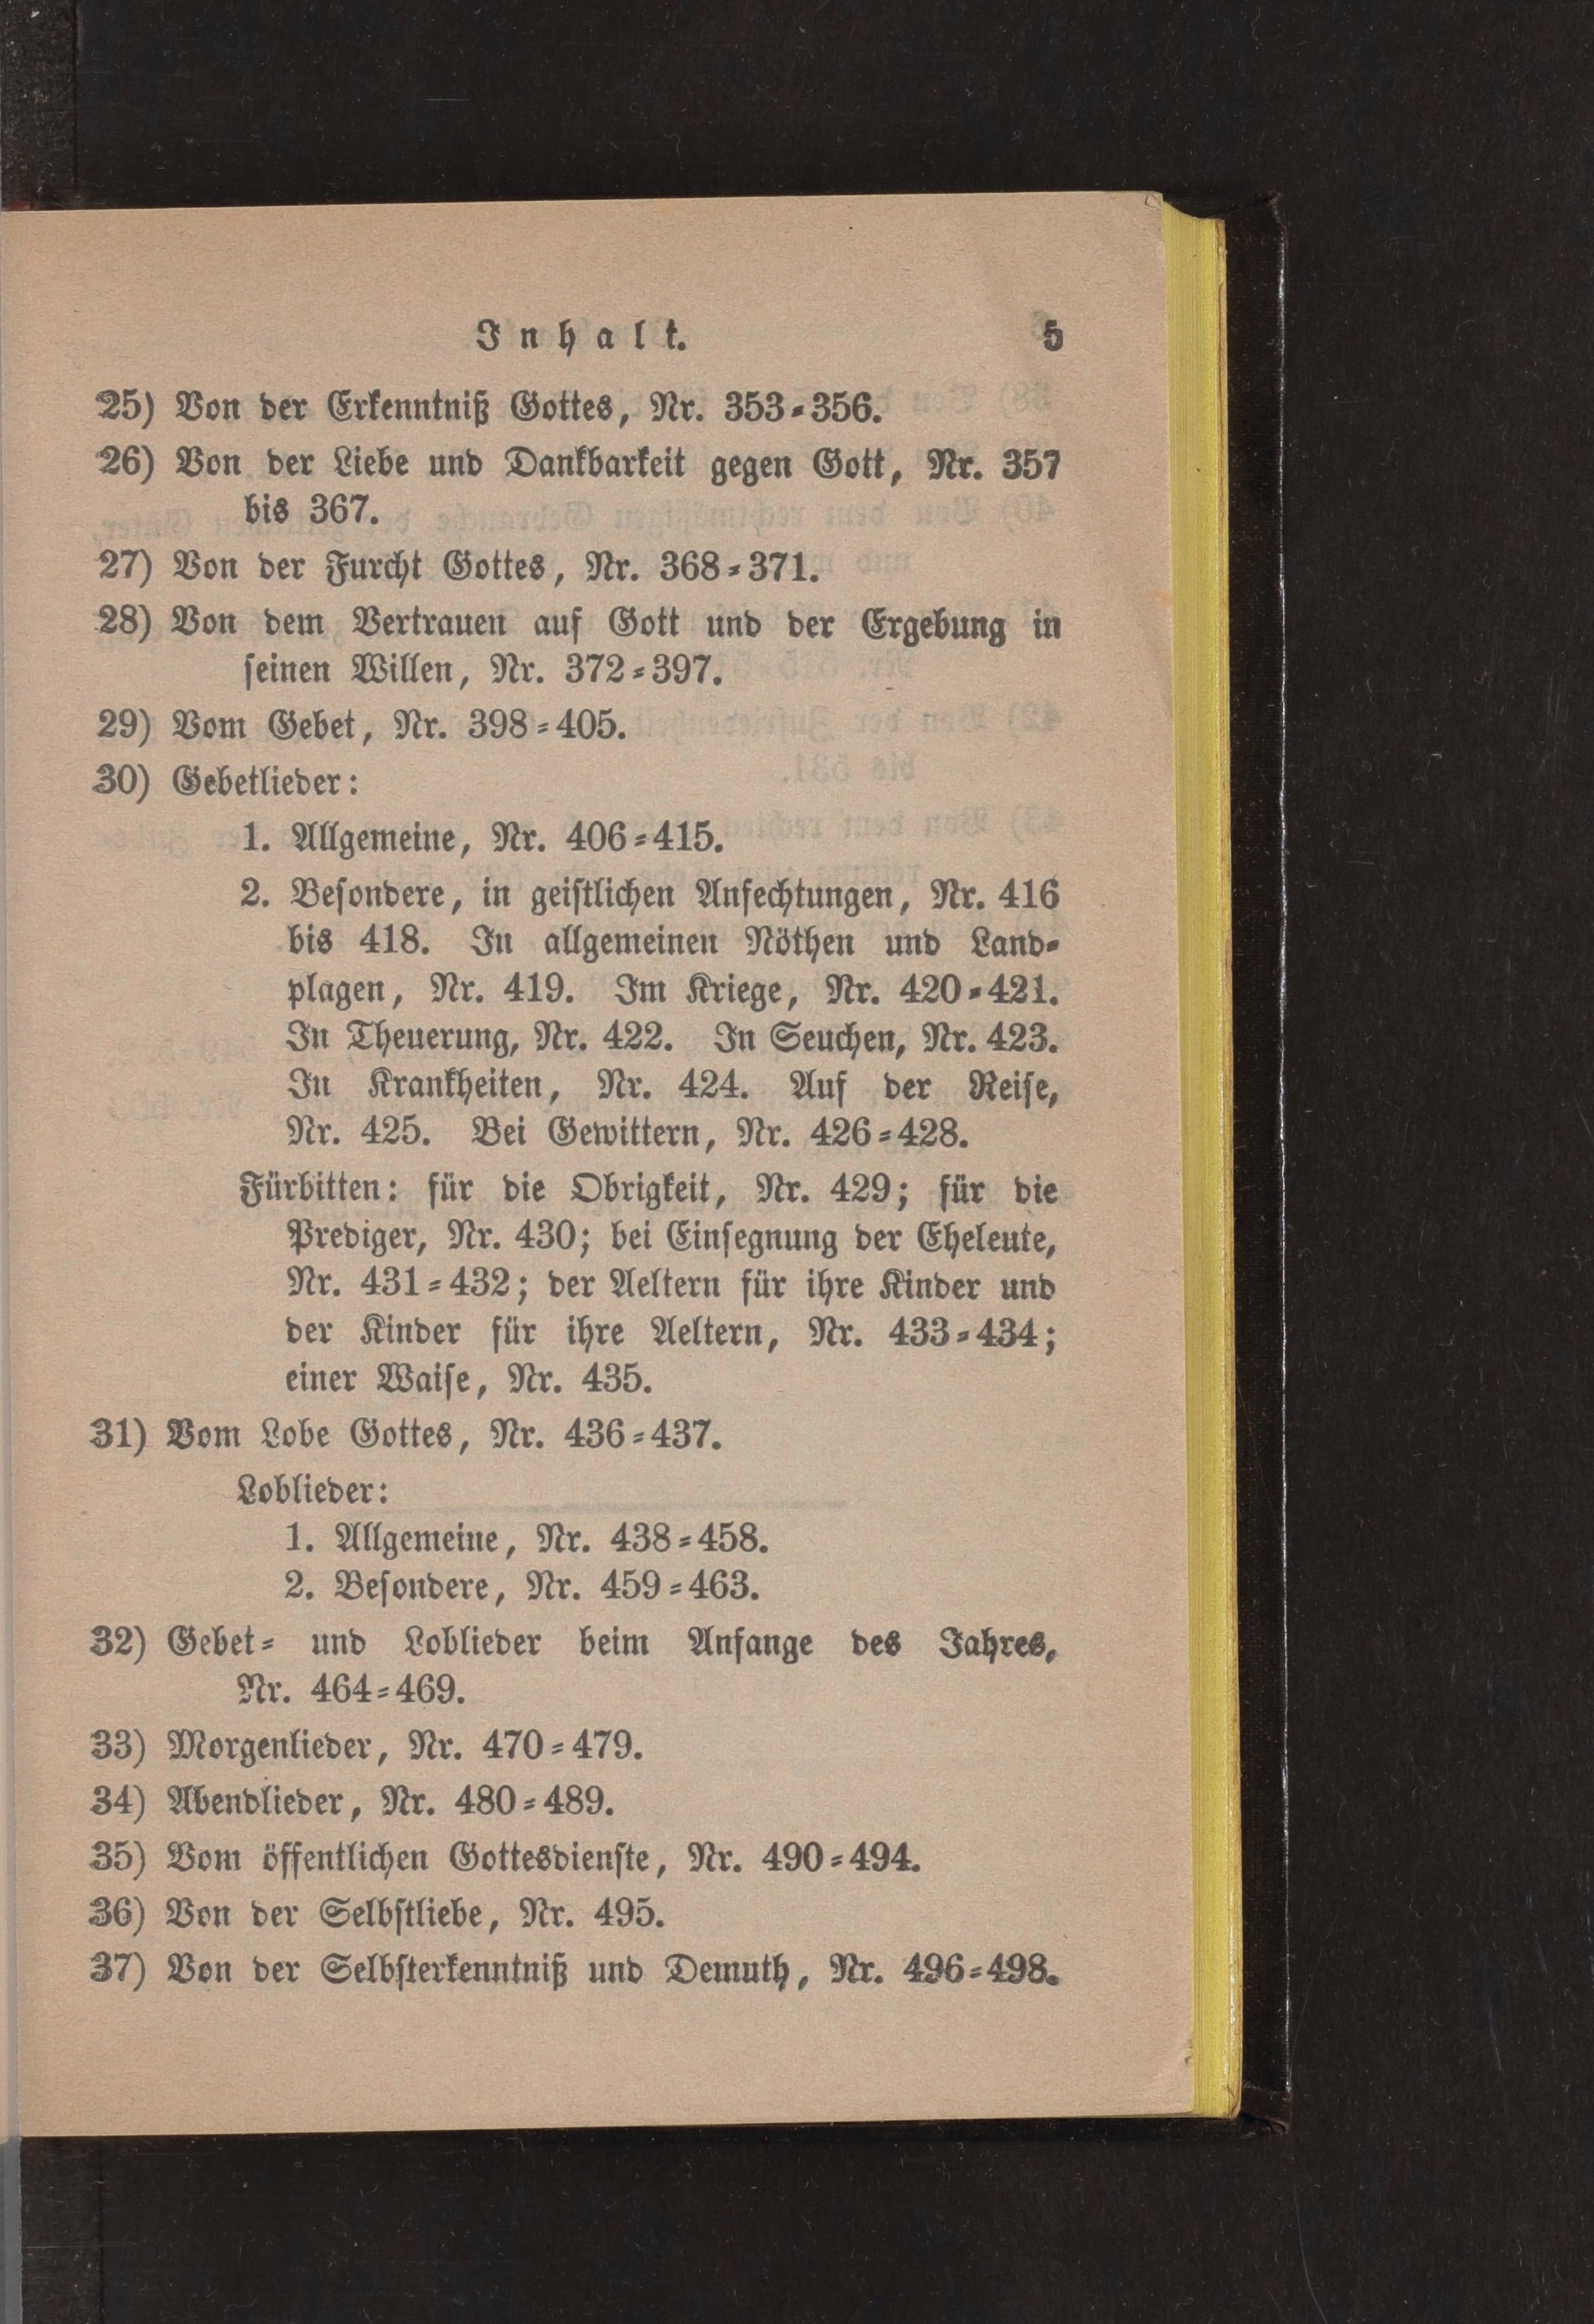 Inhalt. 5
25) Von der Erkenntniß Gottes, Nr. 353-356.
26) Von der Liebe und Dankbarkeit gegen Gott, Nr. 357
bis 367.
27) Von der Furcht Gottes, Nr. 368-371.
28) Von dem Vertrauen auf Gott und der Ergebung in
seinen Willen, Nr. 372-397.
29) Vom Gebet, Nr. 398-405.
30) Gebetlieder:
1. Allgemeine, Nr. 406-415.
2. Besondere, in geistlichen Anfechtungen, Nr. 416
bis 418. In allgemeinen Nöthen und Land-
plagen, Nr. 419. Im Kriege, Nr. 420-421.
In Theuerung, Nr. 422. In Seuchen, Nr. 423.
In Krankheiten, Nr. 424. Auf der Reise,
Nr. 425. Bei Gewittern, Nr. 426-428.
Fürbitten: für die Obrigkeit, Nr. 429; für die
Prediger, Nr. 430; bei Einsegnung der Eheleute,
Nr. 431-432; der Aeltern für ihre Kinder und
der Kinder für ihre Aeltern, Nr. 433-434;
einer Waise, Nr. 435.
31) Vom Lobe Gottes, Nr. 436-437.
Loblieder:
1. Allgemeine, Nr. 438-458.
2. Besondere, Nr. 459-463.
32) Gebet- und Loblieder beim Anfange des Jahres,
Nr. 464-469.
33) Morgenlieder, Nr. 470-479.
34) Abendlieder, Nr. 480-489.
35) Vom öffentlichen Gottesdienste, Nr. 490-494.
36) Von der Selbstliebe, Nr. 495.
37) Von der Selbsterkenntniß und Demuth, Nr. 496-498.